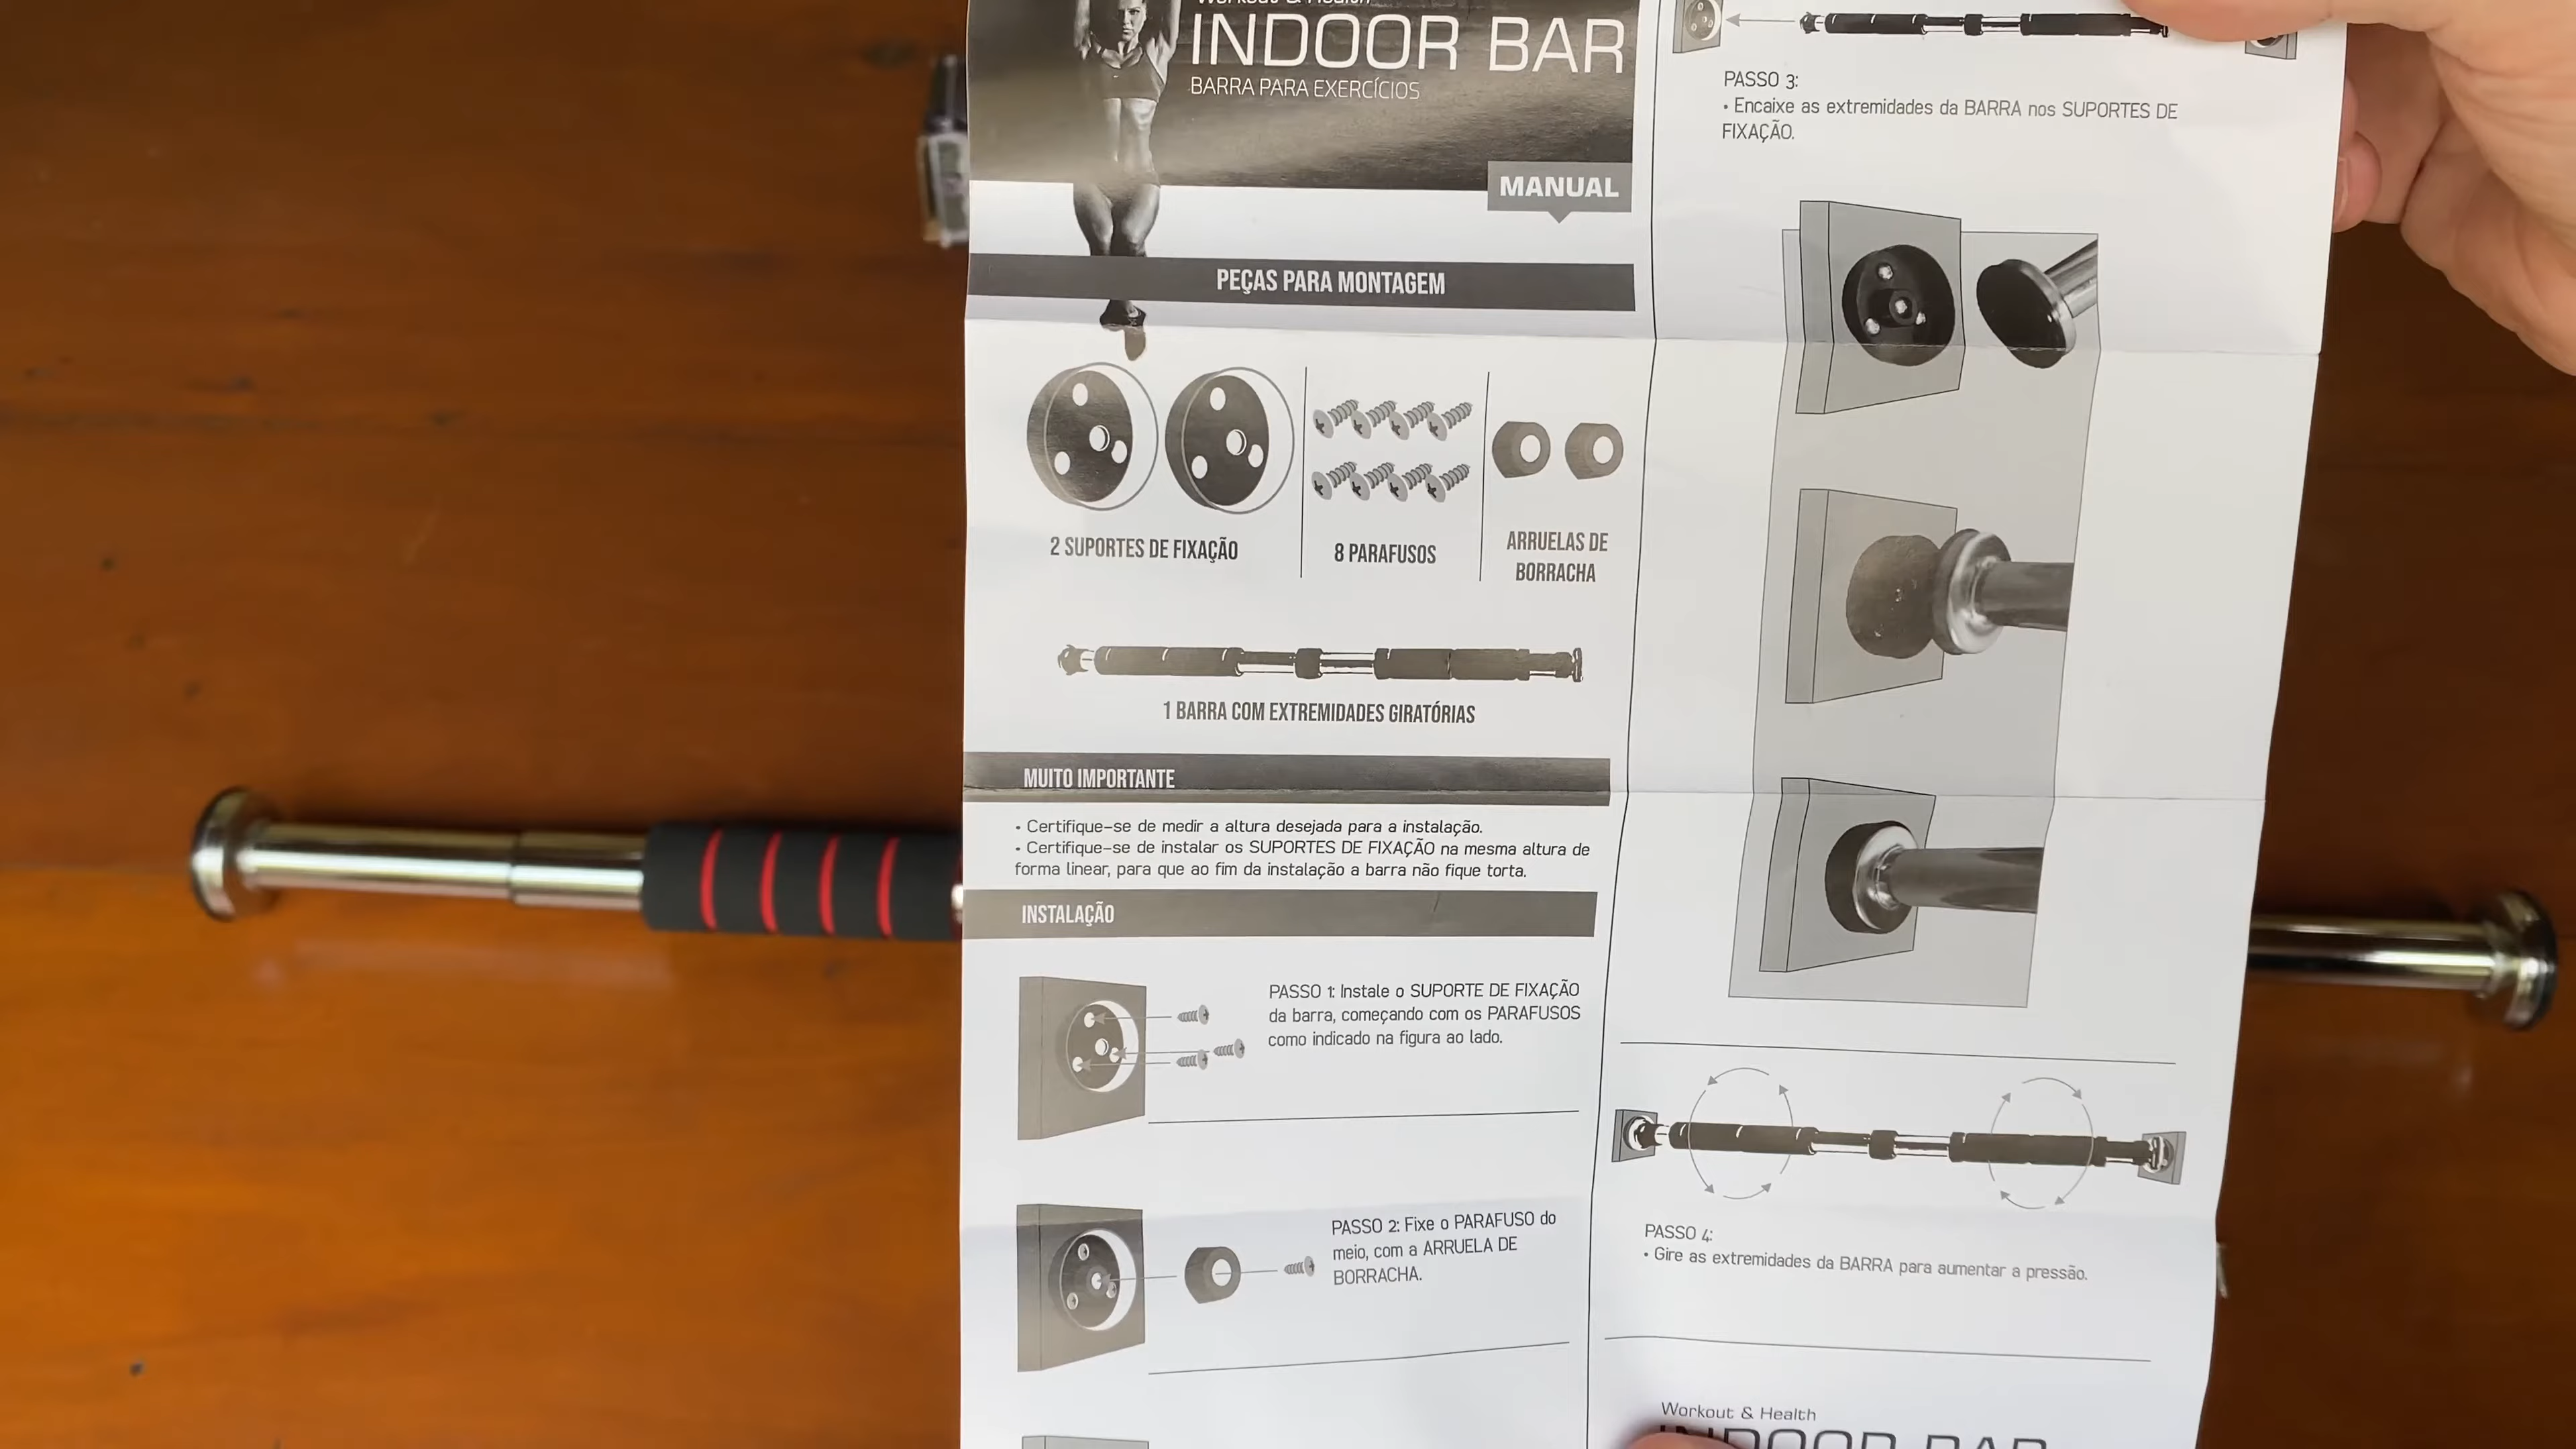 Workout & Health
INDOOR BAR
BARRA PARA EXERCÍCIOS
MANUAL
PEÇAS PARA MONTAGEM
2 SUPORTES DE FIXAÇÃO
8 PARAFUSOS
ARRUELAS DE
BORRACHA
1 BARRA COM EXTREMIDADES GIRATÓRIAS
MUITO IMPORTANTE
• Certifique-se de medir a altura desejada para a instalação.
• Certifique-se de instalar os SUPORTES DE FIXAÇÃO na mesma altura de
forma linear, para que ao fim da instalação a barra não fique torta.
INSTALAÇÃO
PASSO 1: Instale o SUPORTE DE FIXAÇÃO
da barra, começando com os PARAFUSOS
como indicado na figura ao lado.
PASSO 2: Fixe o PARAFUSO do
meio, com a ARRUELA DE
BORRACHA.
PASSO 3:
• Encaixe as extremidades da BARRA nos SUPORTES DE
FIXAÇÃO.
PASSO 4:
• Gire as extremidades da BARRA para aumentar a pressão.
Workout & Health
INDOOR BAR